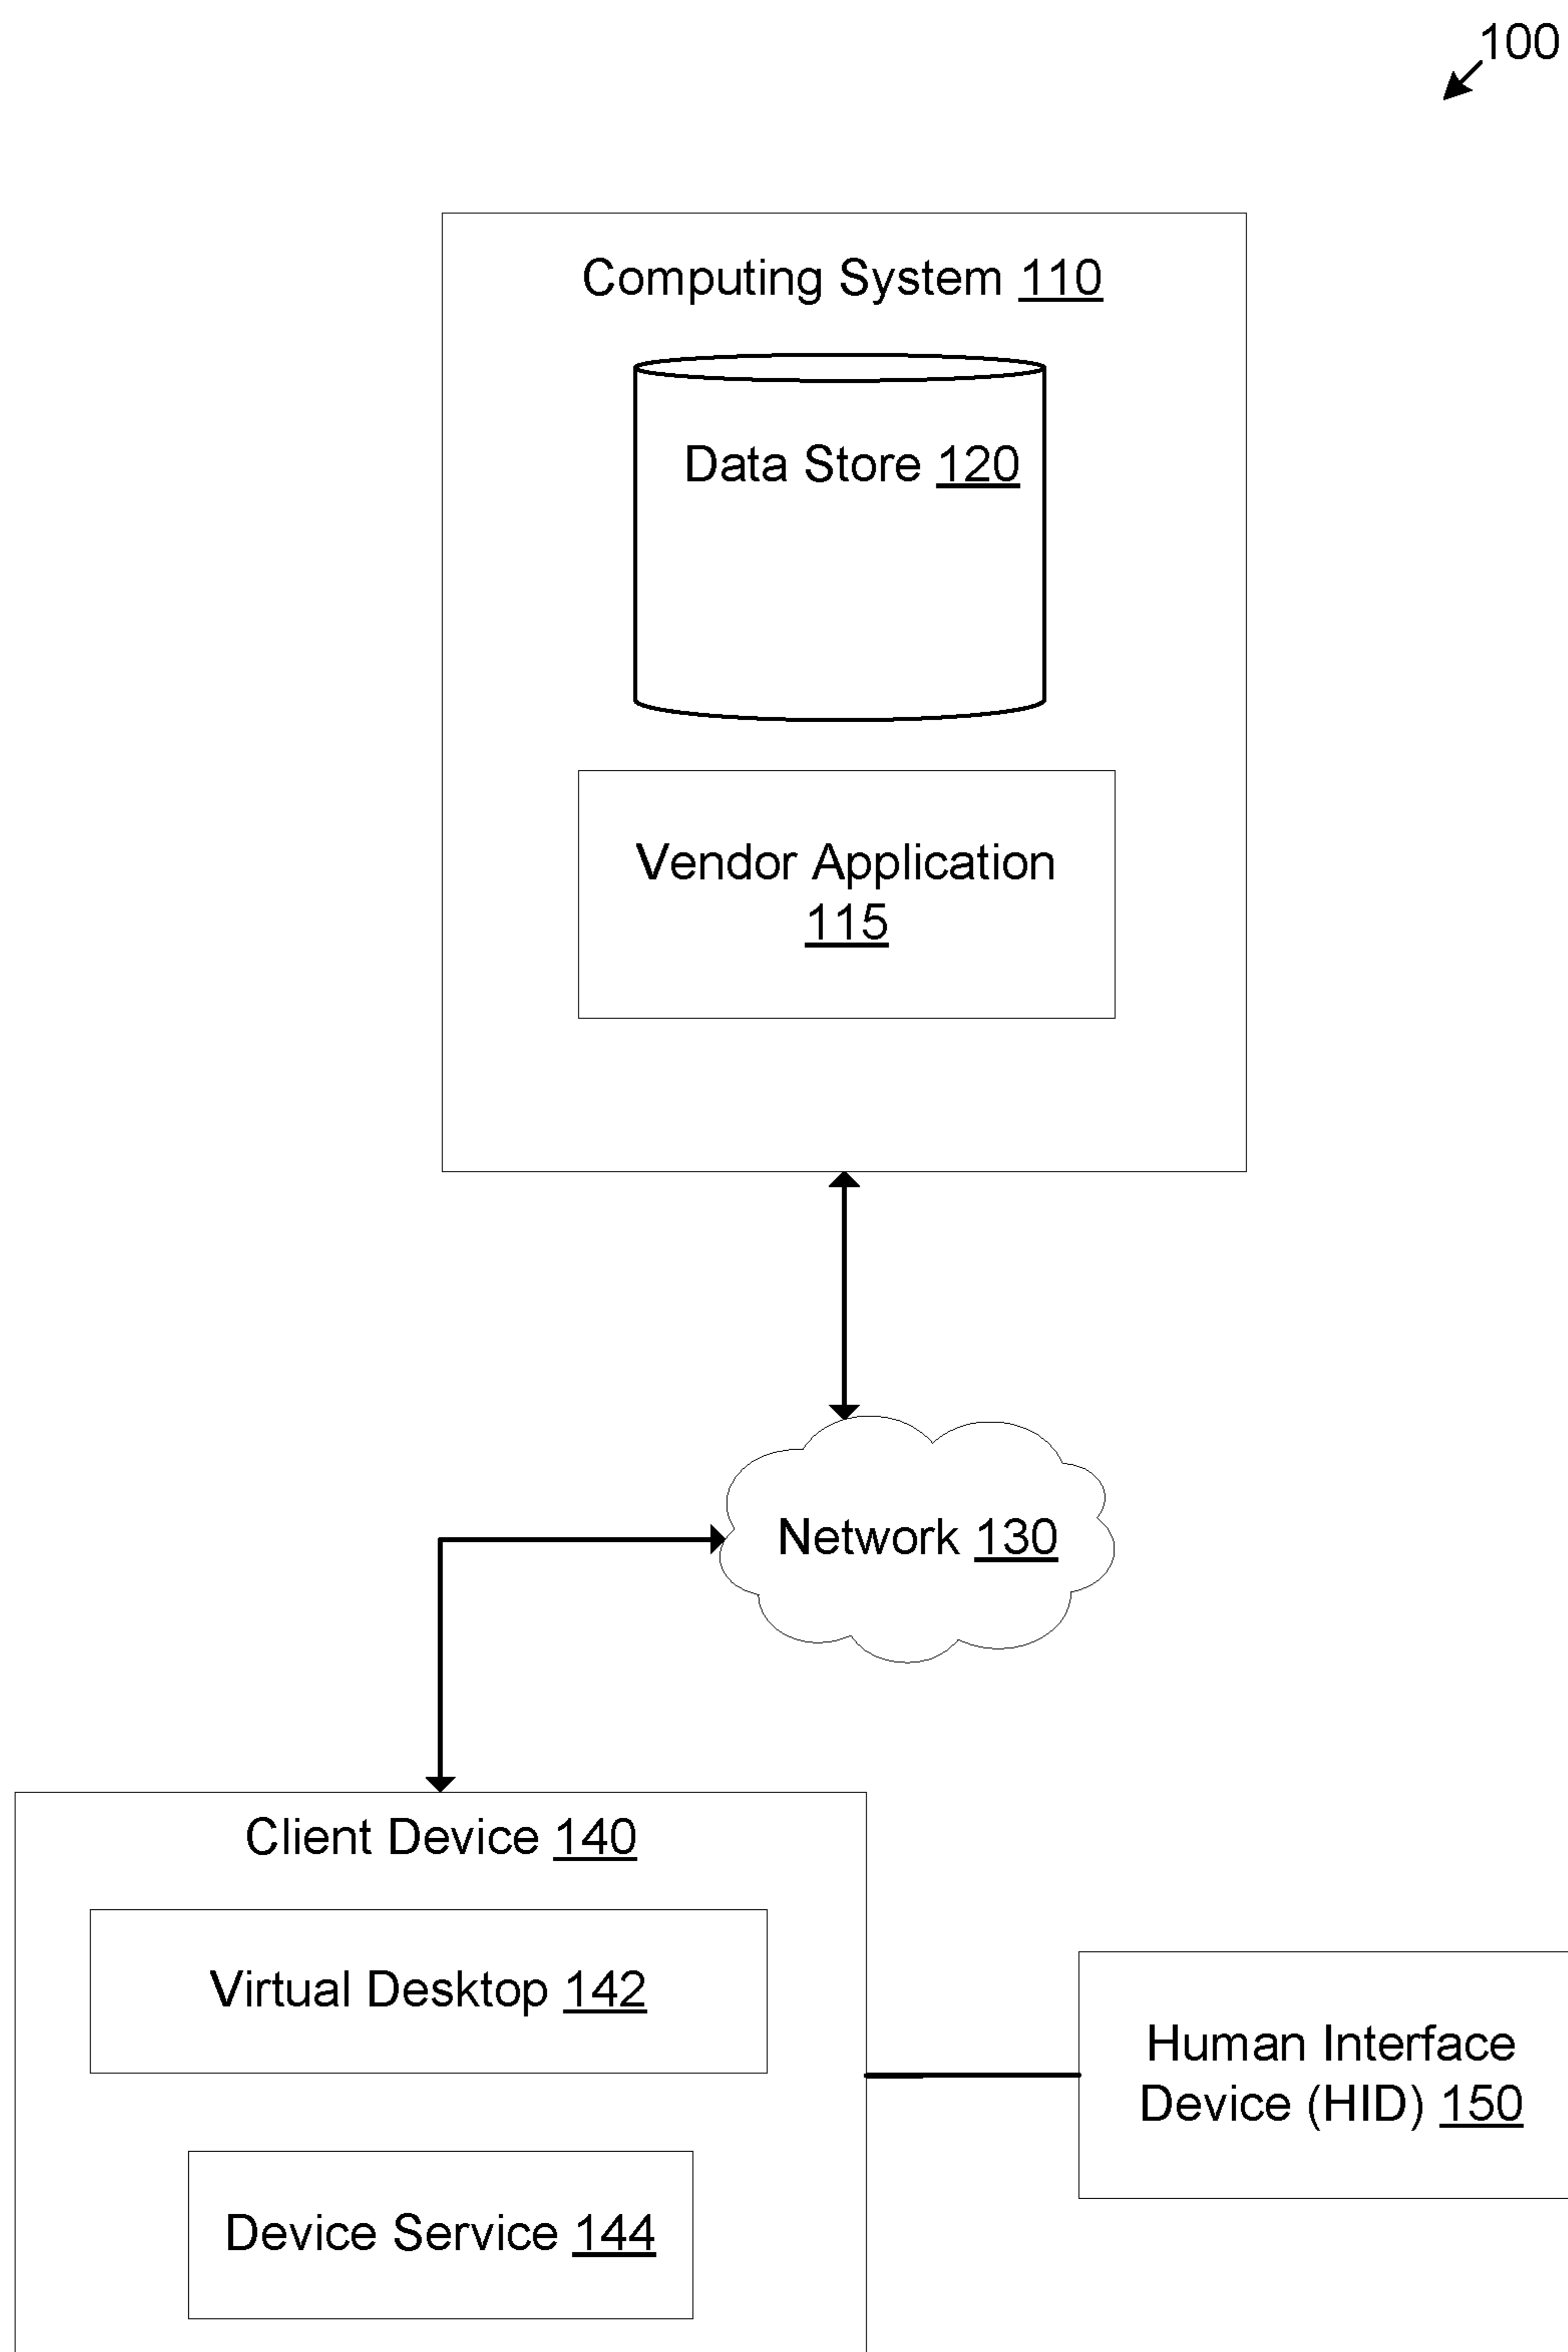 100
Computing System 110
Data Store 120
Vendor Application
115
Network 130
Client Device 140
Virtual Desktop 142
Human Interface
Device (HID) 150
Device Service 144